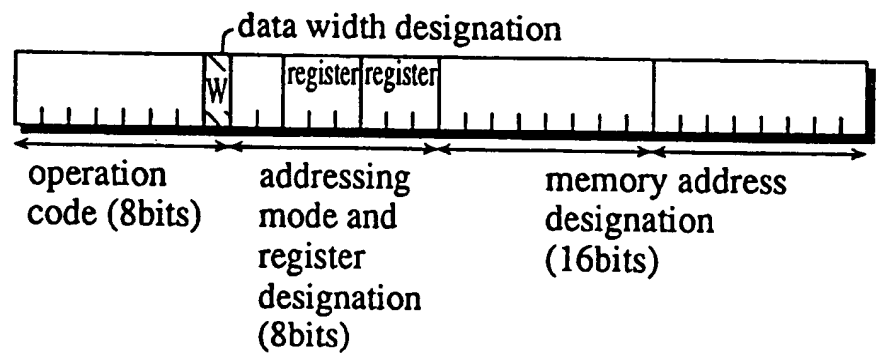 data width designation
W
register
register
operation
code (8bits)
addressing
mode and
register
designation
(8bits)
memory address
designation
(16bits)